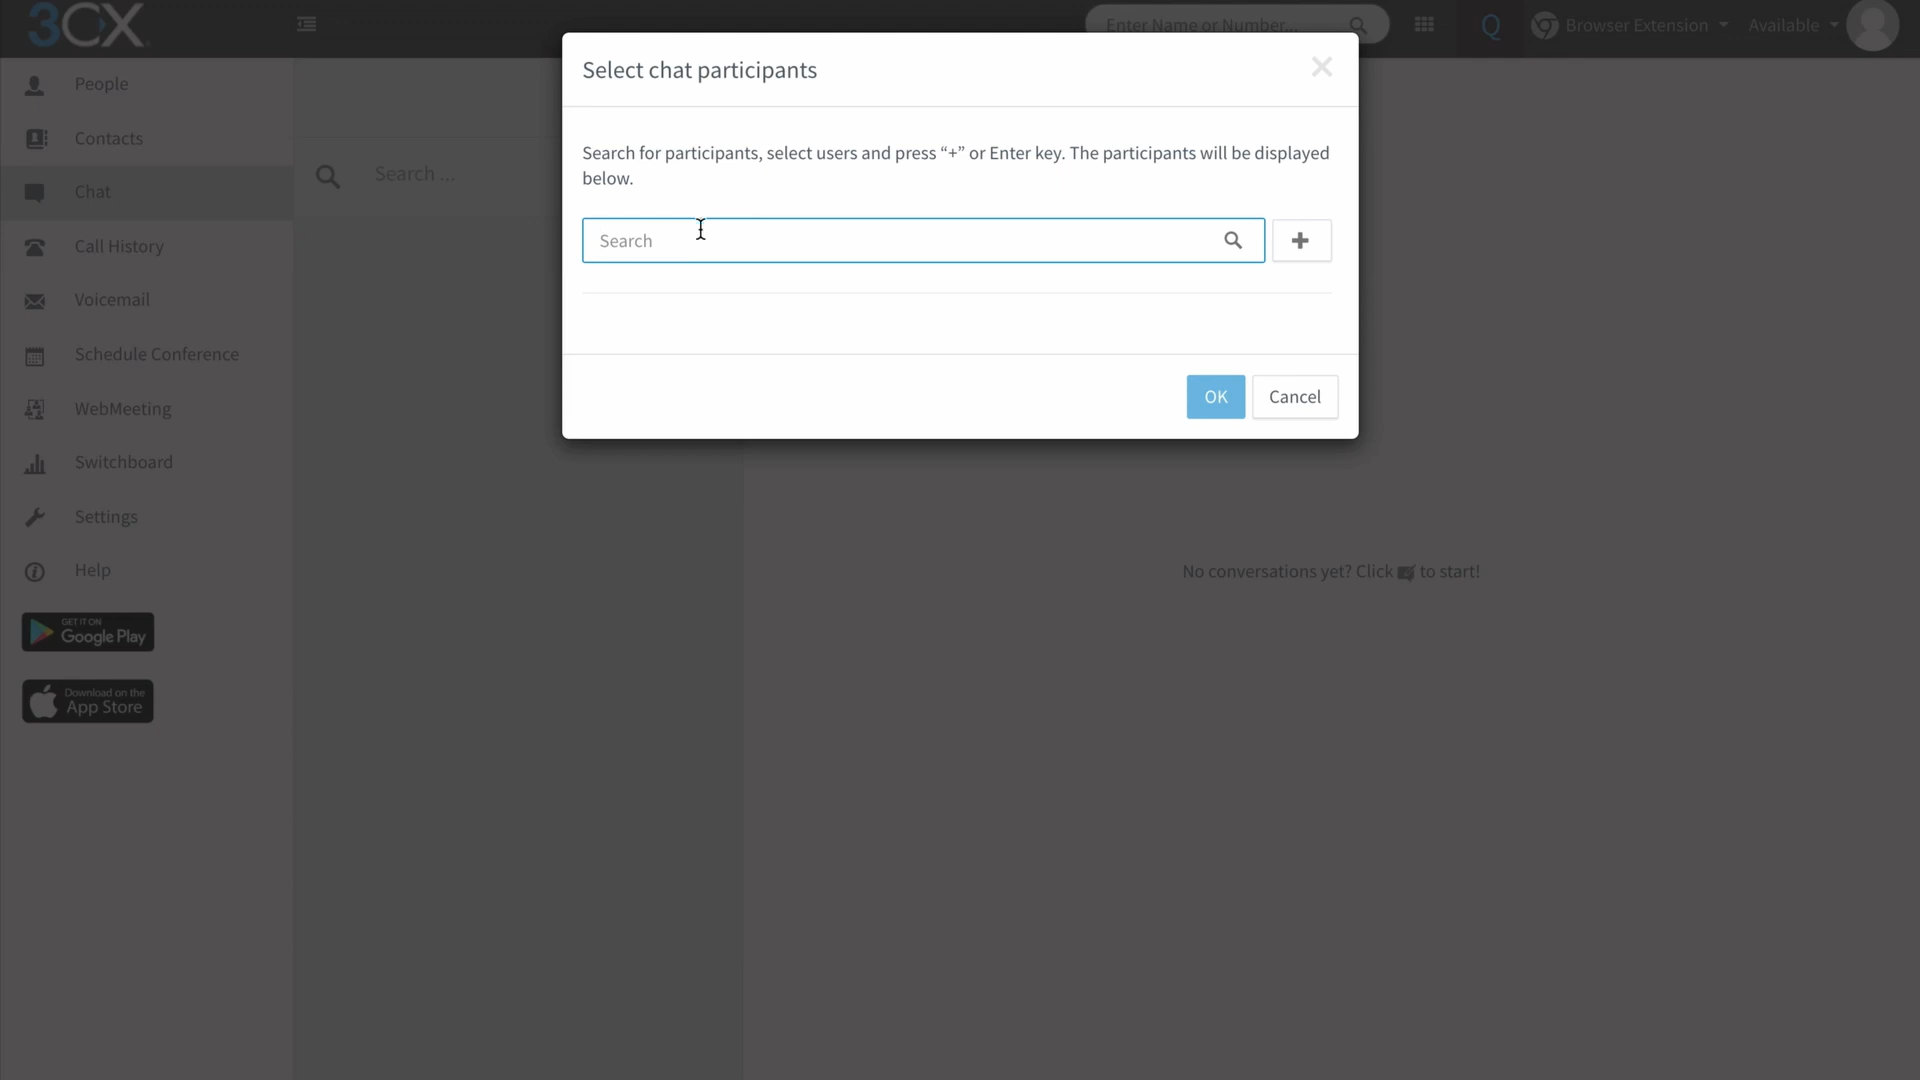 3CX
Enter Name or Number...
Q
Browser Extension
Available
People
Contacts
Chat
Call History
Voicemail
Schedule Conference
WebMeeting
Switchboard
Settings
Help
GET IT ON
Google Play
Download on the
App Store
Search ...
Select chat participants
Search for participants, select users and press “+” or Enter key. The participants will be displayed
below.
Search
OK
Cancel
No conversations yet? Click to start!